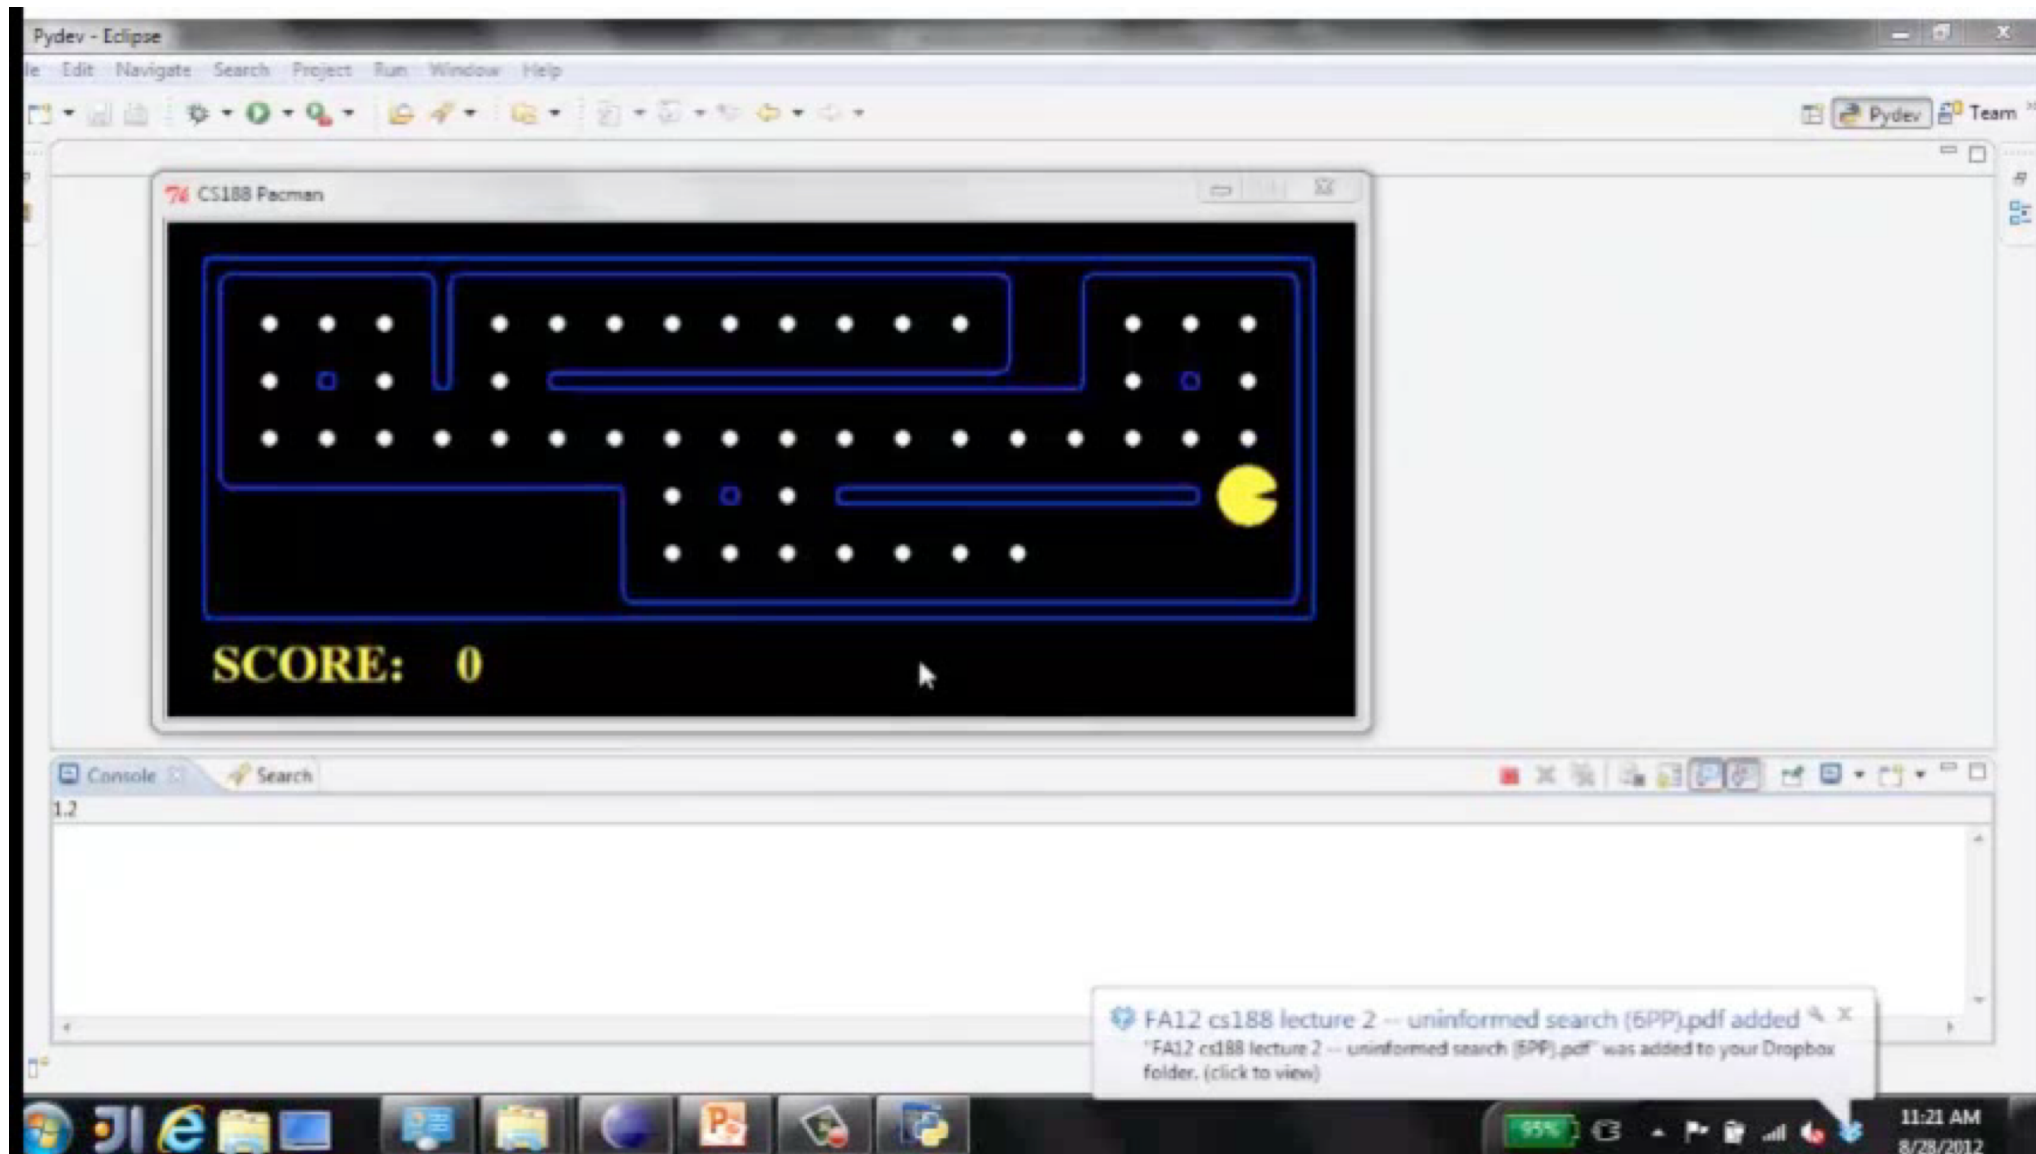 Pydev - Eclipse
le Edit Navigate Search Project Run Window Help
Pydev Team
CS188 Pacman
SCORE: 0
Console Search
1.2
FA12 cs188 lecture 2 -- uninformed search (6PP).pdf added
"FA12 cs188 lecture 2 -- uninformed search (6PP).pdf" was added to your Dropbox
folder. (click to view)
95%
11:21 AM
8/28/2012